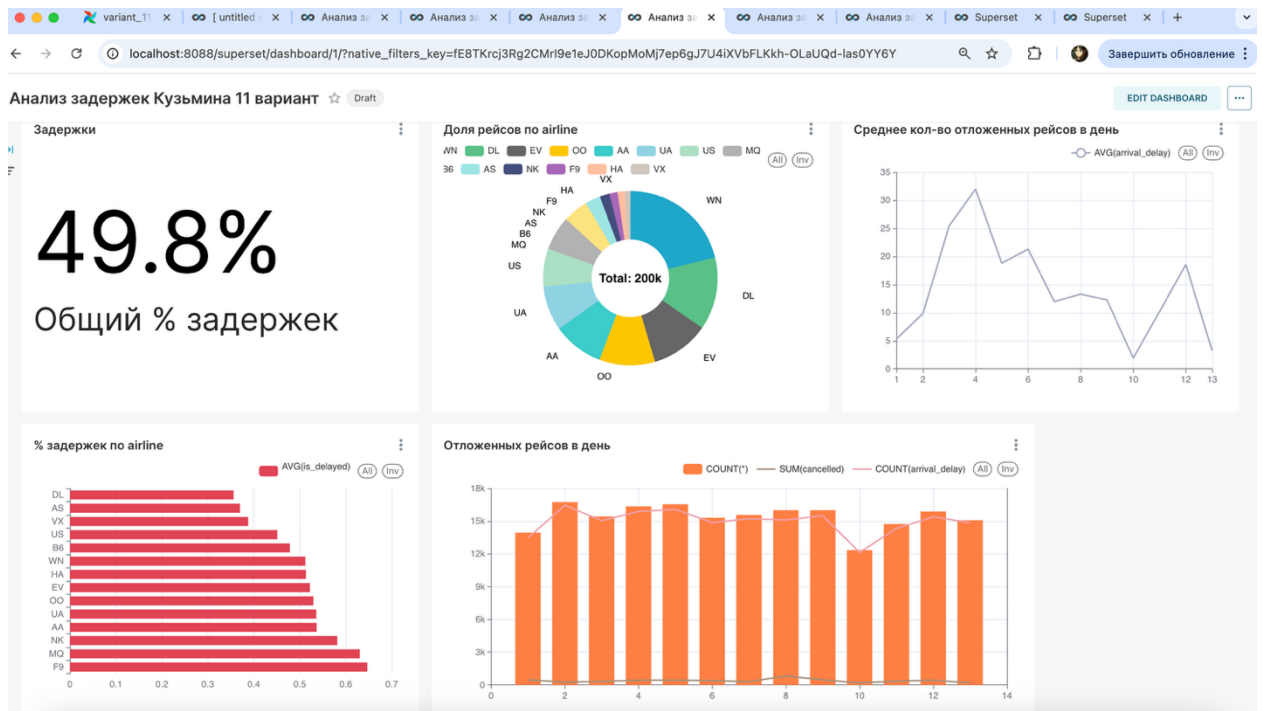 variant_11
[ untitled
Анализ за
Анализ за
Анализ за
Анализ за
Анализ за
Анализ за
Superset
Superset
localhost:8088/superset/dashboard/1/?native_filters_key=fE8TKrcj3Rg2CMrl9e1eJ0DKopMoMj7ep6gJ7U4iXVbFLKkh-OLaUQd-Ias0YY6Y
Завершить обновление
Анализ задержек Кузьмина 11 вариант
Draft
EDIT DASHBOARD
Задержки
49.8%
Общий % задержек
Доля рейсов по airline
WN DL EV OO AA UA US MQ
All Inv
B6 AS NK F9 HA VX
VX
HA
F9
NK
AS
B6
MQ
US
UA
AA
OO
EV
DL
WN
Total: 200k
Среднее кол-во отложенных рейсов в день
AVG(arrival_delay) All Inv
35
30
25
20
15
10
5
0
1 2 4 6 8 10 12 13
% задержек по airline
AVG(is_delayed) All Inv
DL
AS
VX
US
B6
WN
HA
EV
OO
UA
AA
NK
MQ
F9
0 0.1 0.2 0.3 0.4 0.5 0.6 0.7
Отложенных рейсов в день
COUNT(*) SUM(cancelled) COUNT(arrival_delay) All Inv
18k
15k
12k
9k
6k
3k
0
0 2 4 6 8 10 12 14